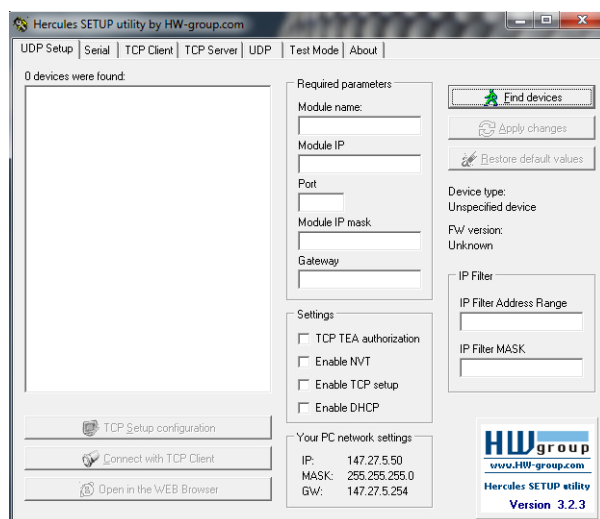 Hercules SETUP utility by HW-group.com
UDP Setup Serial TCP Client TCP Server UDP Test Mode About
0 devices were found:
TCP Setup configuration
Connect with TCP Client
Open in the WEB Browser
Required parameters
Module name:
Module IP
Port
Module IP mask
Gateway
Settings
TCP TEA authorization
Enable NVT
Enable TCP setup
Enable DHCP
Your PC network settings
IP: 147.27.5.50
MASK: 255.255.255.0
GW: 147.27.5.254
Find devices
Apply changes
Restore default values
Device type:
Unspecified device
FW version:
Unknown
IP Filter
IP Filter Address Range
IP Filter MASK
HW group
www.HW-group.com
Hercules SETUP utility
Version 3.2.3